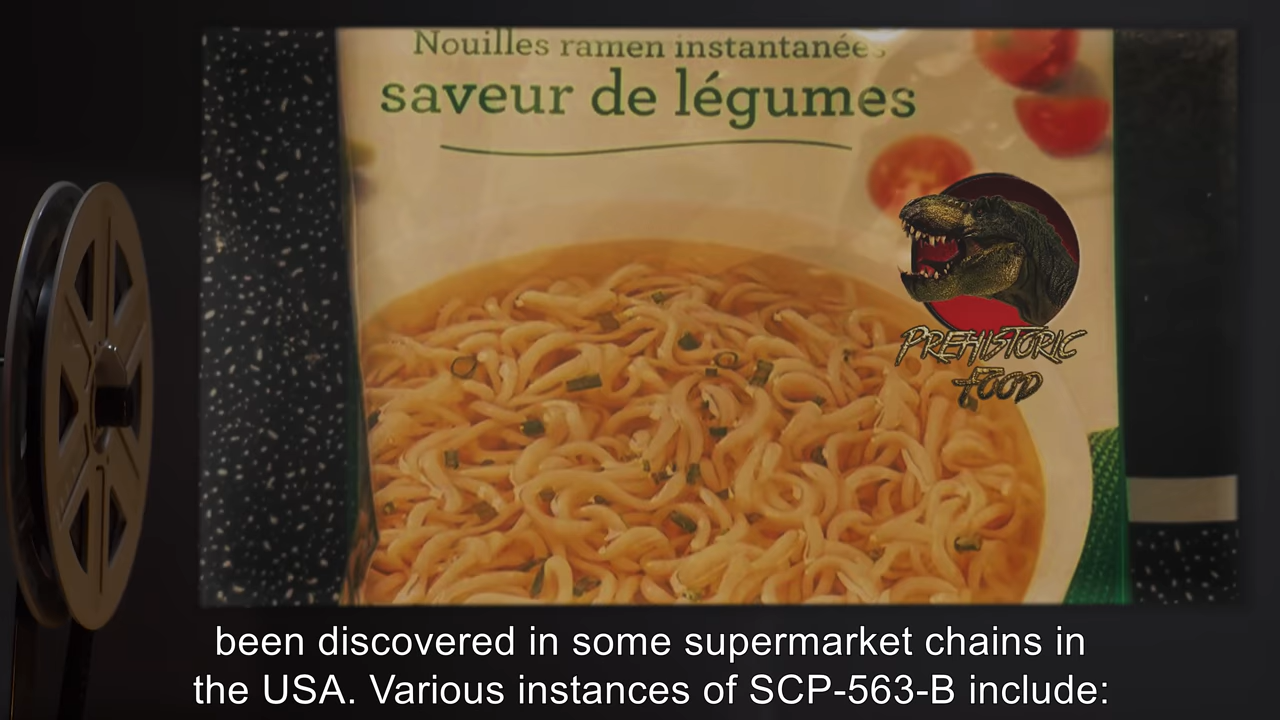 Nouilles ramen instantanées
saveur de légumes
PREHISTORIC
FOOD
been discovered in some supermarket chains in
the USA. Various instances of SCP-563-B include: